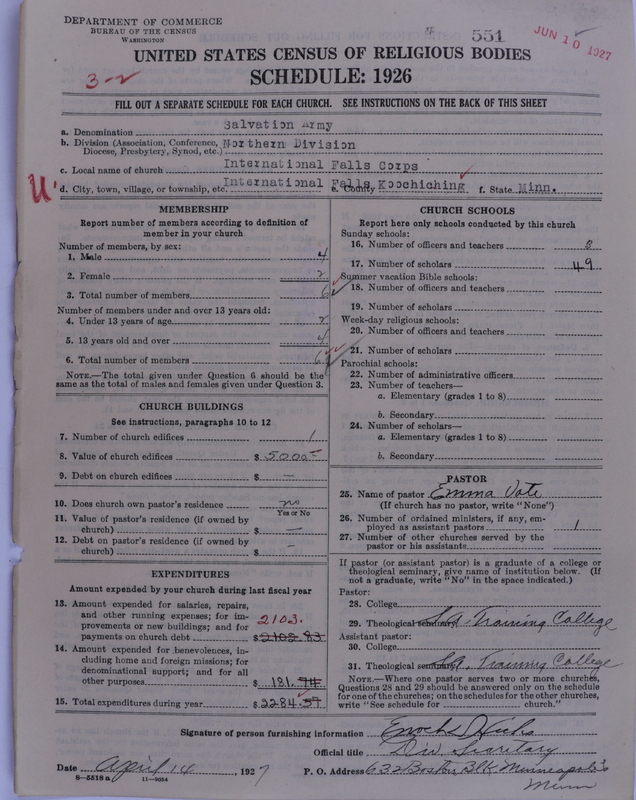 DEPARTMENT OF COMMERCE
BUREAU OF THE CENSUS
WASHINGTON
551
JUN 10 1927
UNITED STATES CENSUS OF RELIGIOUS BODIES
3-2
SCHEDULE: 1926
FILL OUT A SEPARATE SCHEDULE FOR EACH CHURCH. SEE INSTRUCTIONS ON THE BACK OF THIS SHEET
a. Denomination Salvation Army
b. Division (Association, Conference, Diocese, Presbytery, Synod, etc.) Northern Division
c. Local name of church International Falls Corps
U.
d. City, town, village, or township, etc. International Falls e. County Koochiching f. State Minn.
MEMBERSHIP
Report number of members according to definition of
member in your church
Number of members, by sex:
1. Male 4
2. Female 2
3. Total number of members 6
Number of members under and over 13 years old:
4. Under 13 years of age 2
5. 13 years old and over 4
6. Total number of members 6
NOTE.—The total given under Question 6 should be the
same as the total of males and females given under Question 3.
CHURCH BUILDINGS
See instructions, paragraphs 10 to 12
7. Number of church edifices 1
8. Value of church edifices $ 5000
9. Debt on church edifices $ —
10. Does church own pastor's residence no
Yes or No
11. Value of pastor's residence (if owned by
church) $ —
12. Debt on pastor's residence (if owned by
church) $ —
EXPENDITURES
Amount expended by your church during last fiscal year
13. Amount expended for salaries, repairs,
and other running expenses; for im-
provements or new buildings; and for 2103.
payments on church debt $ 2102.83
14. Amount expended for benevolences, in-
cluding home and foreign missions; for
denominational support; and for all
other purposes $ 181.74
15. Total expenditures during year $ 2284.57
CHURCH SCHOOLS
Report here only schools conducted by this church
Sunday schools:
16. Number of officers and teachers 8
17. Number of scholars 49
Summer vacation Bible schools:
18. Number of officers and teachers
19. Number of scholars
Week-day religious schools:
20. Number of officers and teachers
21. Number of scholars
Parochial schools:
22. Number of administrative officers
23. Number of teachers—
a. Elementary (grades 1 to 8)
b. Secondary
24. Number of scholars—
a. Elementary (grades 1 to 8)
b. Secondary
PASTOR
25. Name of pastor Emma Vote
(If church has no pastor, write "None")
26. Number of ordained ministers, if any, em-
ployed as assistant pastors 1
27. Number of other churches served by the
pastor or his assistants
If pastor (or assistant pastor) is a graduate of a college or
theological seminary, give name of institution below. (If
not a graduate, write "No" in the space indicated.)
Pastor:
28. College
29. Theological seminary S.A. Training College
Assistant pastor:
30. College
31. Theological seminary S.A. Training College
NOTE.—Where one pastor serves two or more churches,
Questions 28 and 29 should be answered only on the schedule
for one of the churches; on the schedules for the other churches,
write "See schedule for church."
Signature of person furnishing information Enoch
Official title Div Secretary
Date April 14, 1927 P. O. Address 632 Boston Blk Minneapolis
Minn
8-5518a 11-9084